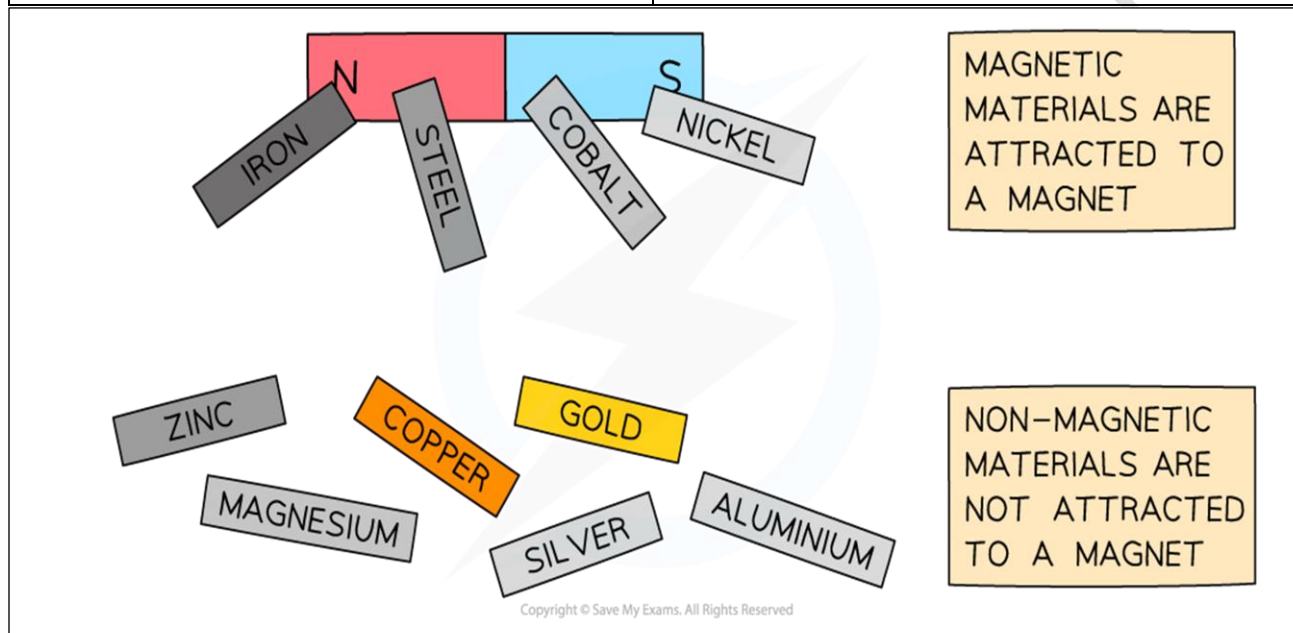 N
S
IRON
STEEL
COBALT
NICKEL
MAGNETIC
MATERIALS ARE
ATTRACTED TO
A MAGNET
ZINC
COPPER
GOLD
MAGNESIUM
SILVER
ALUMINIUM
NON-MAGNETIC
MATERIALS ARE
NOT ATTRACTED
TO A MAGNET
Copyright © Save My Exams. All Rights Reserved